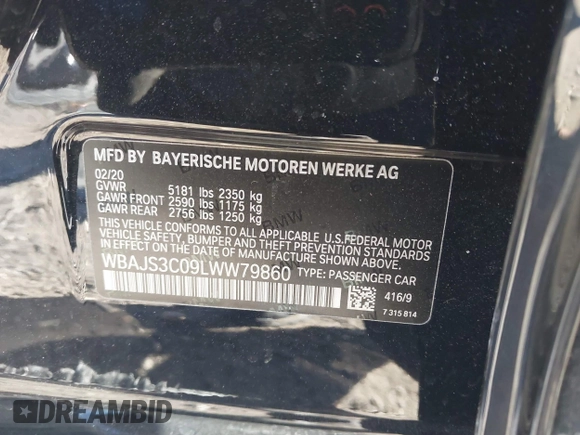 MFD BY BAYERISCHE MOTOREN WERKE AG
02/20
GVWR 5181 lbs 2350 kg
GAWR FRONT 2590 lbs 1175 kg
GAWR REAR 2756 lbs 1250 kg
THIS VEHICLE CONFORMS TO ALL APPLICABLE U.S.FEDERAL MOTOR
VEHICLE SAFETY, BUMPER, AND THEFT PREVENTION STANDARDS
IN EFFECT ON THE DATE OF MANUFACTURE SHOWN ABOVE.
WBAJS3C09LWW79860 TYPE: PASSENGER CAR
416/9
7 315 814
DREAMBID